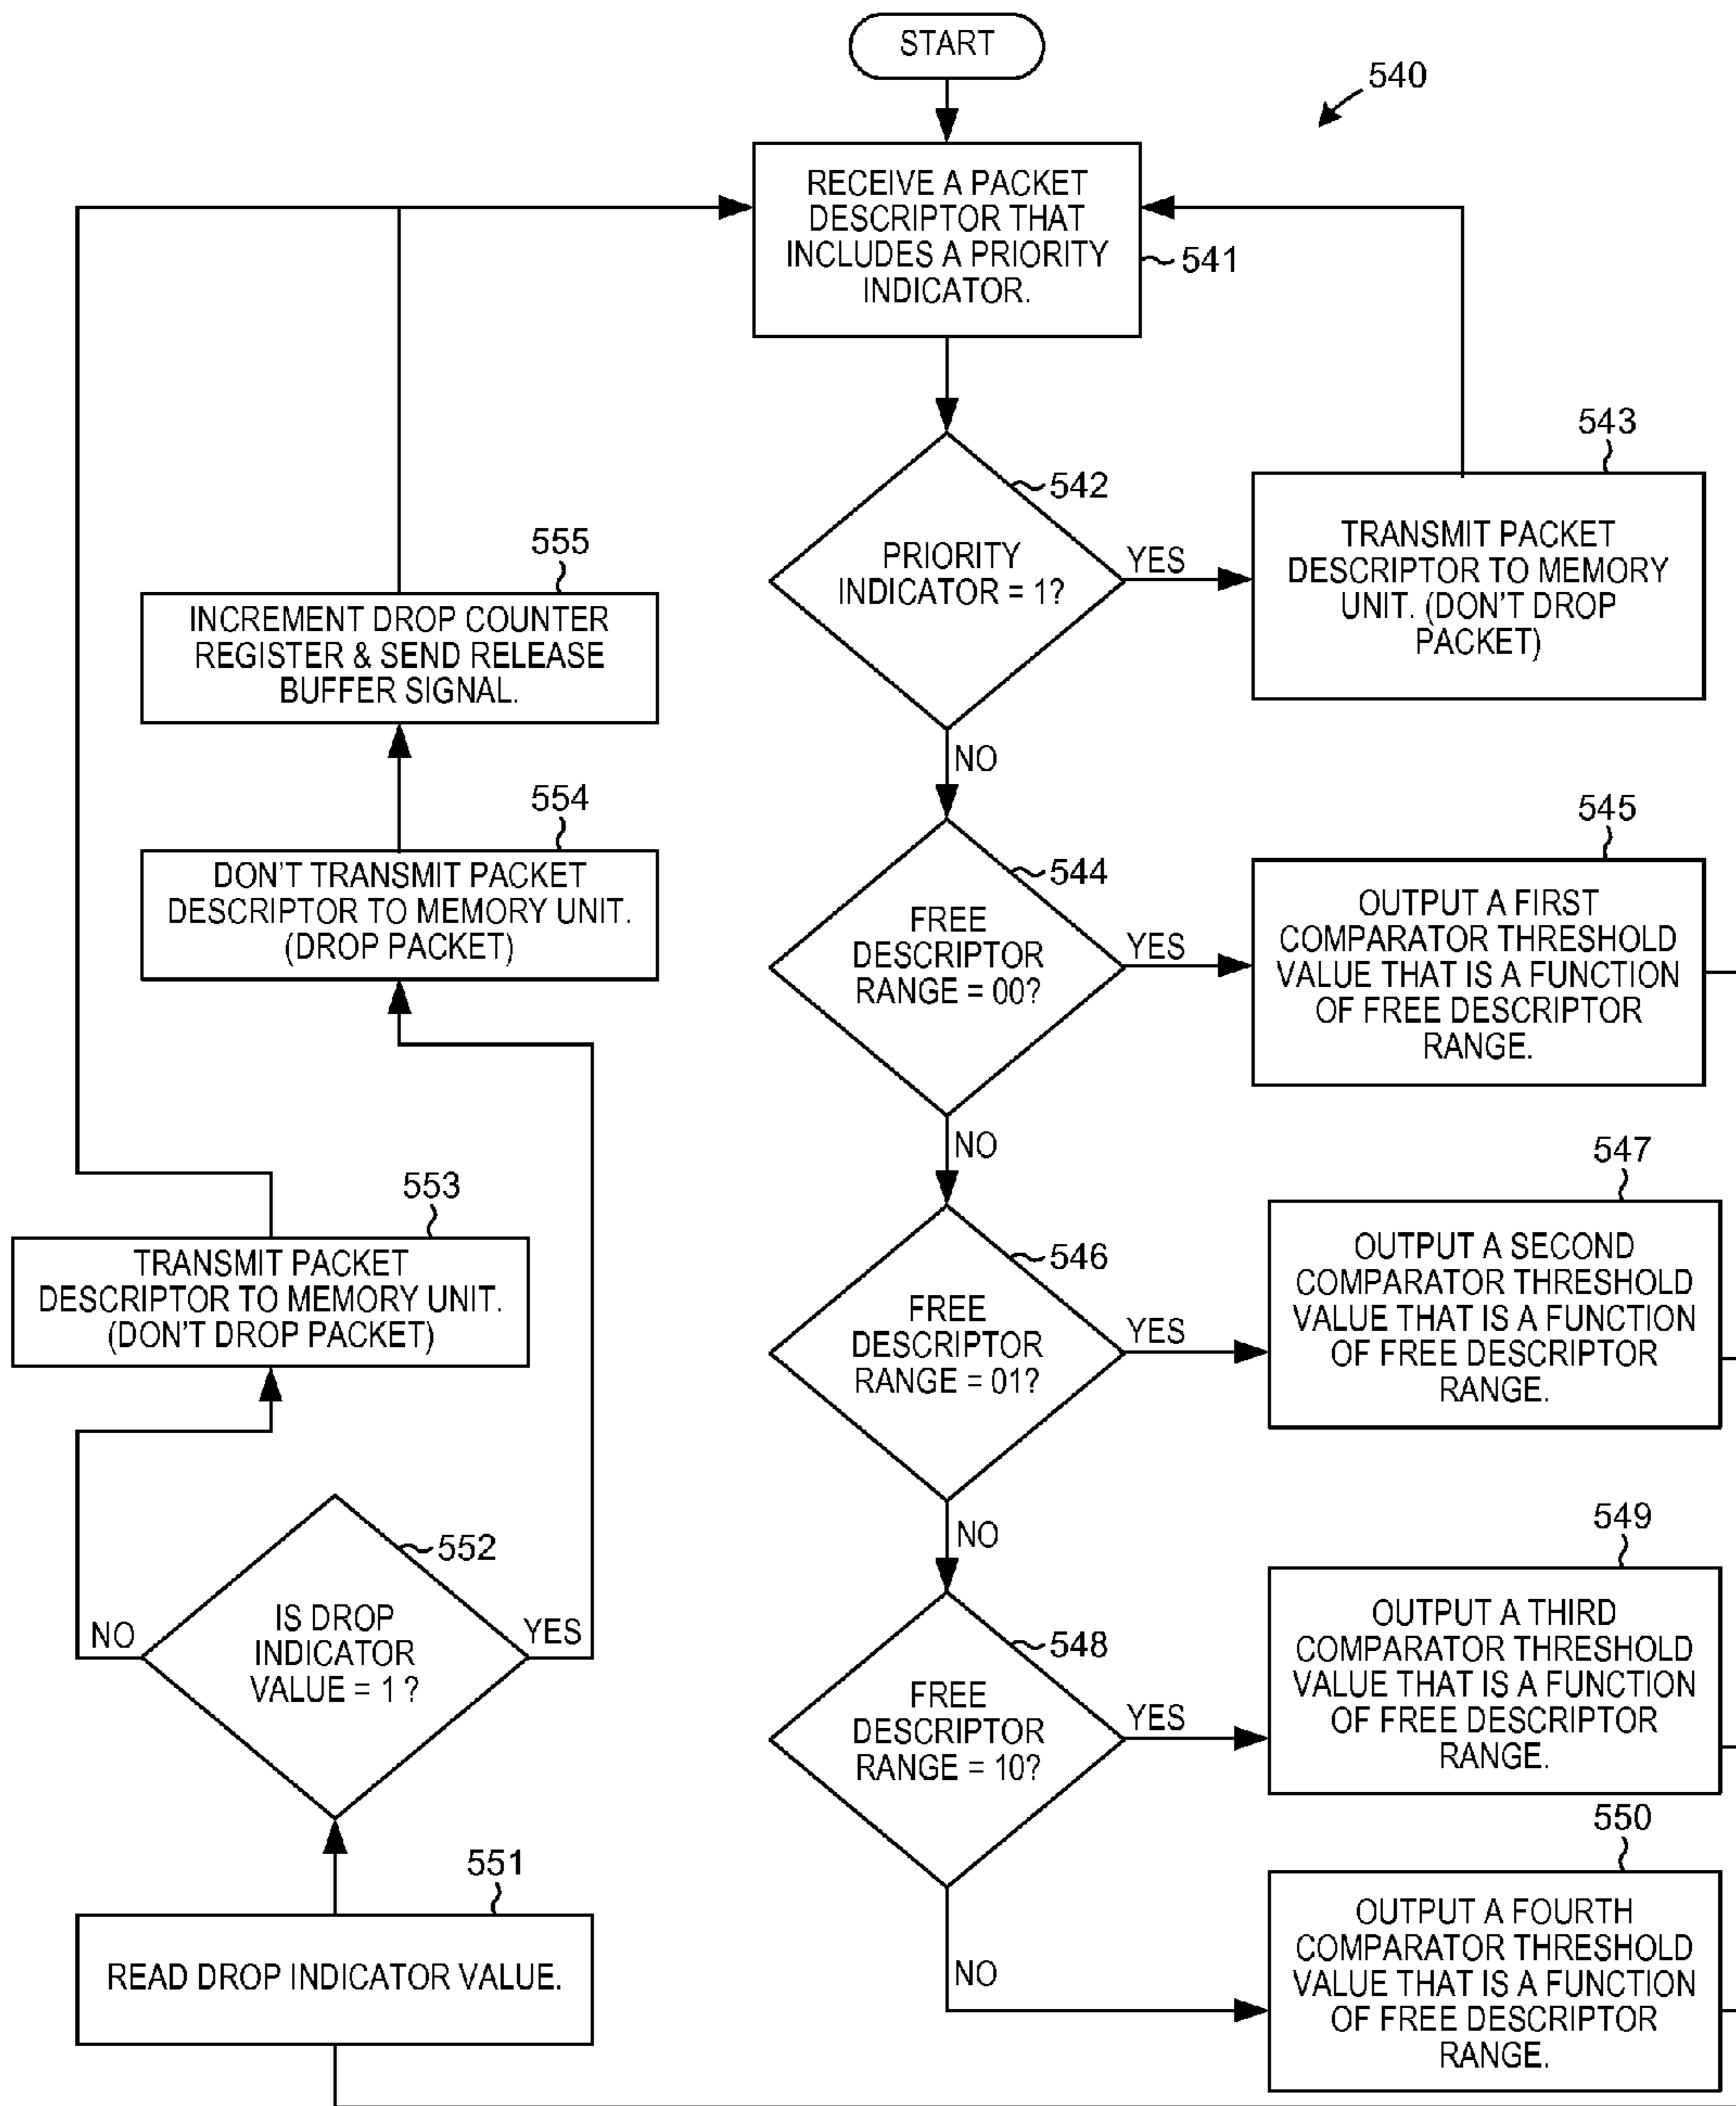 START
540
RECEIVE A PACKET
DESCRIPTOR THAT
INCLUDES A PRIORITY
INDICATOR.
541
542
PRIORITY
INDICATOR = 1?
YES
NO
543
TRANSMIT PACKET
DESCRIPTOR TO MEMORY
UNIT. (DON'T DROP
PACKET)
544
FREE
DESCRIPTOR
RANGE = 00?
YES
NO
545
OUTPUT A FIRST
COMPARATOR THRESHOLD
VALUE THAT IS A FUNCTION
OF FREE DESCRIPTOR
RANGE.
546
FREE
DESCRIPTOR
RANGE = 01?
YES
NO
547
OUTPUT A SECOND
COMPARATOR THRESHOLD
VALUE THAT IS A FUNCTION
OF FREE DESCRIPTOR
RANGE.
548
FREE
DESCRIPTOR
RANGE = 10?
YES
NO
549
OUTPUT A THIRD
COMPARATOR THRESHOLD
VALUE THAT IS A FUNCTION
OF FREE DESCRIPTOR
RANGE.
550
OUTPUT A FOURTH
COMPARATOR THRESHOLD
VALUE THAT IS A FUNCTION
OF FREE DESCRIPTOR
RANGE.
551
READ DROP INDICATOR VALUE.
552
IS DROP
INDICATOR
VALUE = 1 ?
NO
YES
553
TRANSMIT PACKET
DESCRIPTOR TO MEMORY UNIT.
(DON'T DROP PACKET)
554
DON'T TRANSMIT PACKET
DESCRIPTOR TO MEMORY UNIT.
(DROP PACKET)
555
INCREMENT DROP COUNTER
REGISTER & SEND RELEASE
BUFFER SIGNAL.